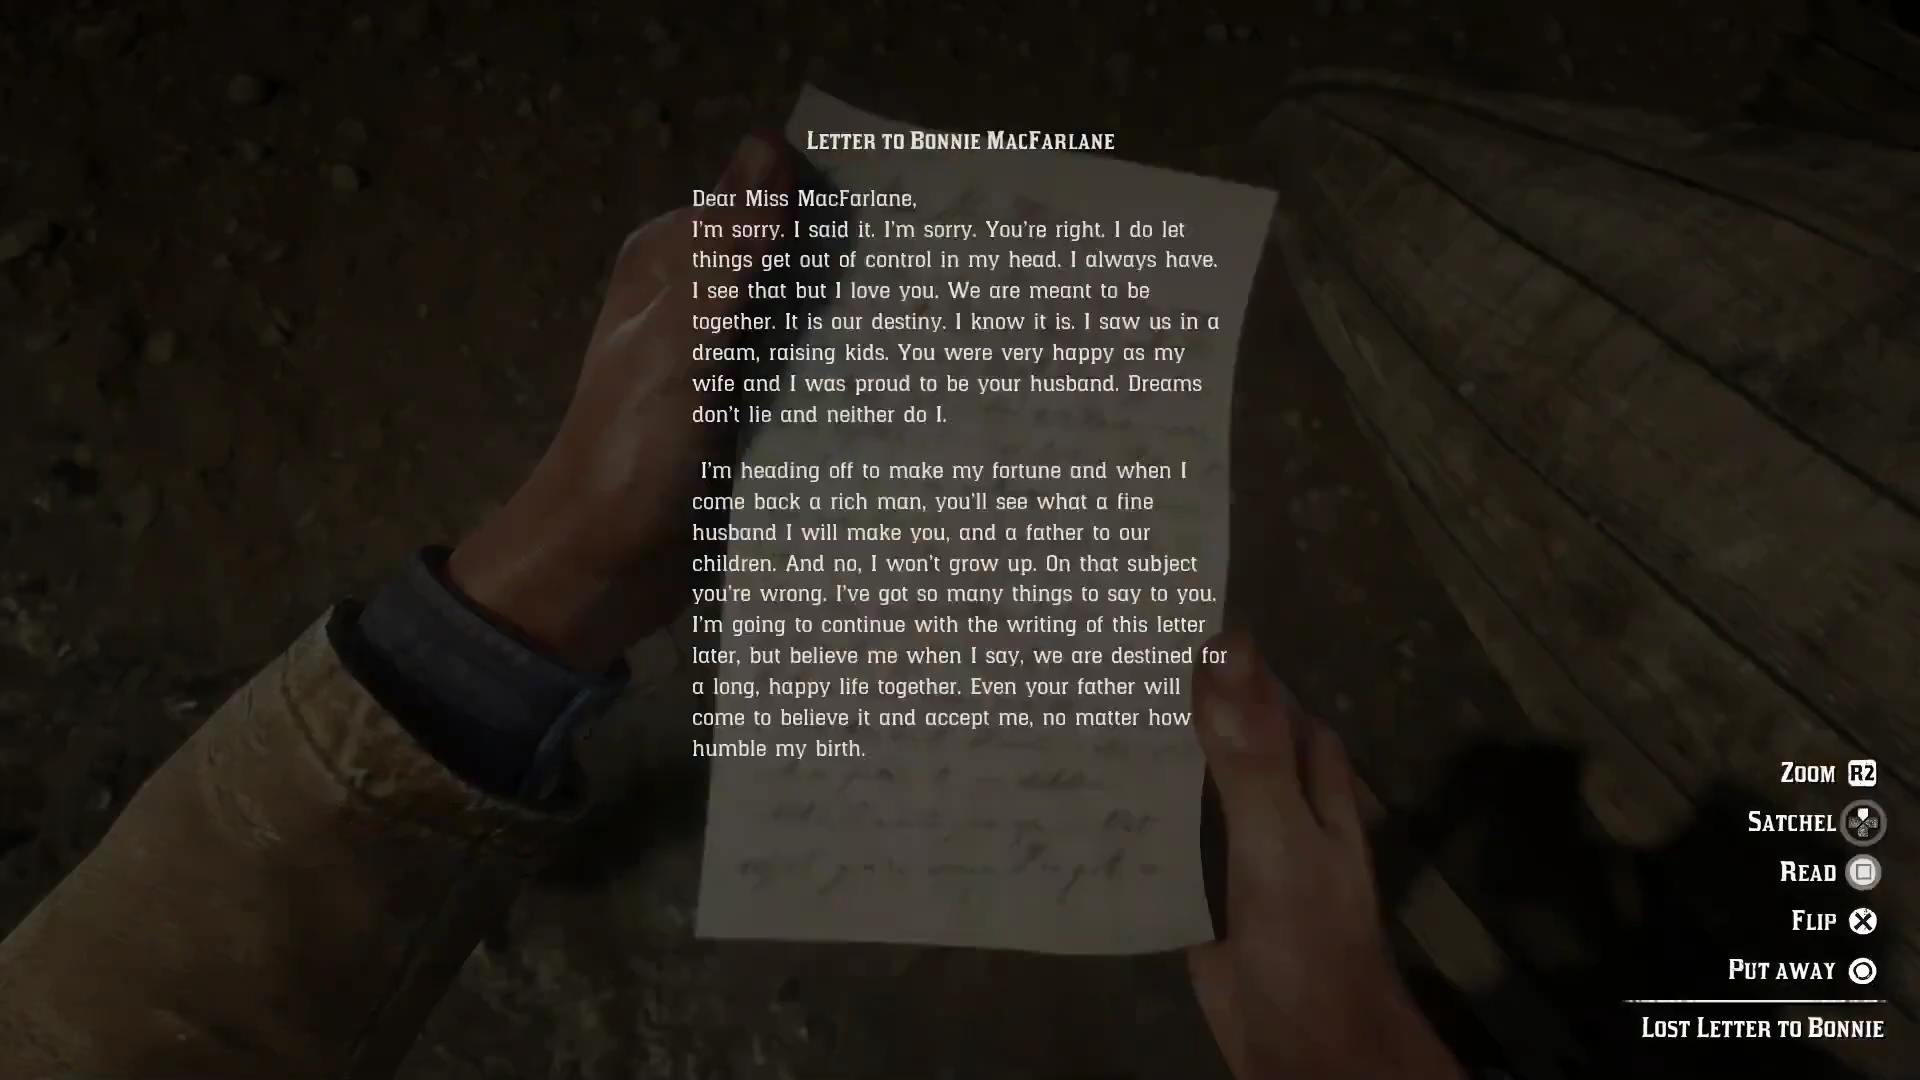 LETTER TO BONNIE MACFARLANE
Dear Miss MacFarlane,
I'm sorry. I said it. I'm sorry. You're right. I do let
things get out of control in my head. I always have.
I see that but I love you. We are meant to be
together. It is our destiny. I know it is. I saw us in a
dream, raising kids. You were very happy as my
wife and I was proud to be your husband. Dreams
don't lie and neither do I.
I'm heading off to make my fortune and when I
come back a rich man, you'll see what a fine
husband I will make you, and a father to our
children. And no, I won't grow up. On that subject
you're wrong. I've got so many things to say to you.
I'm going to continue with the writing of this letter
later, but believe me when I say, we are destined for
a long, happy life together. Even your father will
come to believe it and accept me, no matter how
humble my birth.
ZOOM R2
SATCHEL
READ
FLIP
PUT AWAY
LOST LETTER TO BONNIE